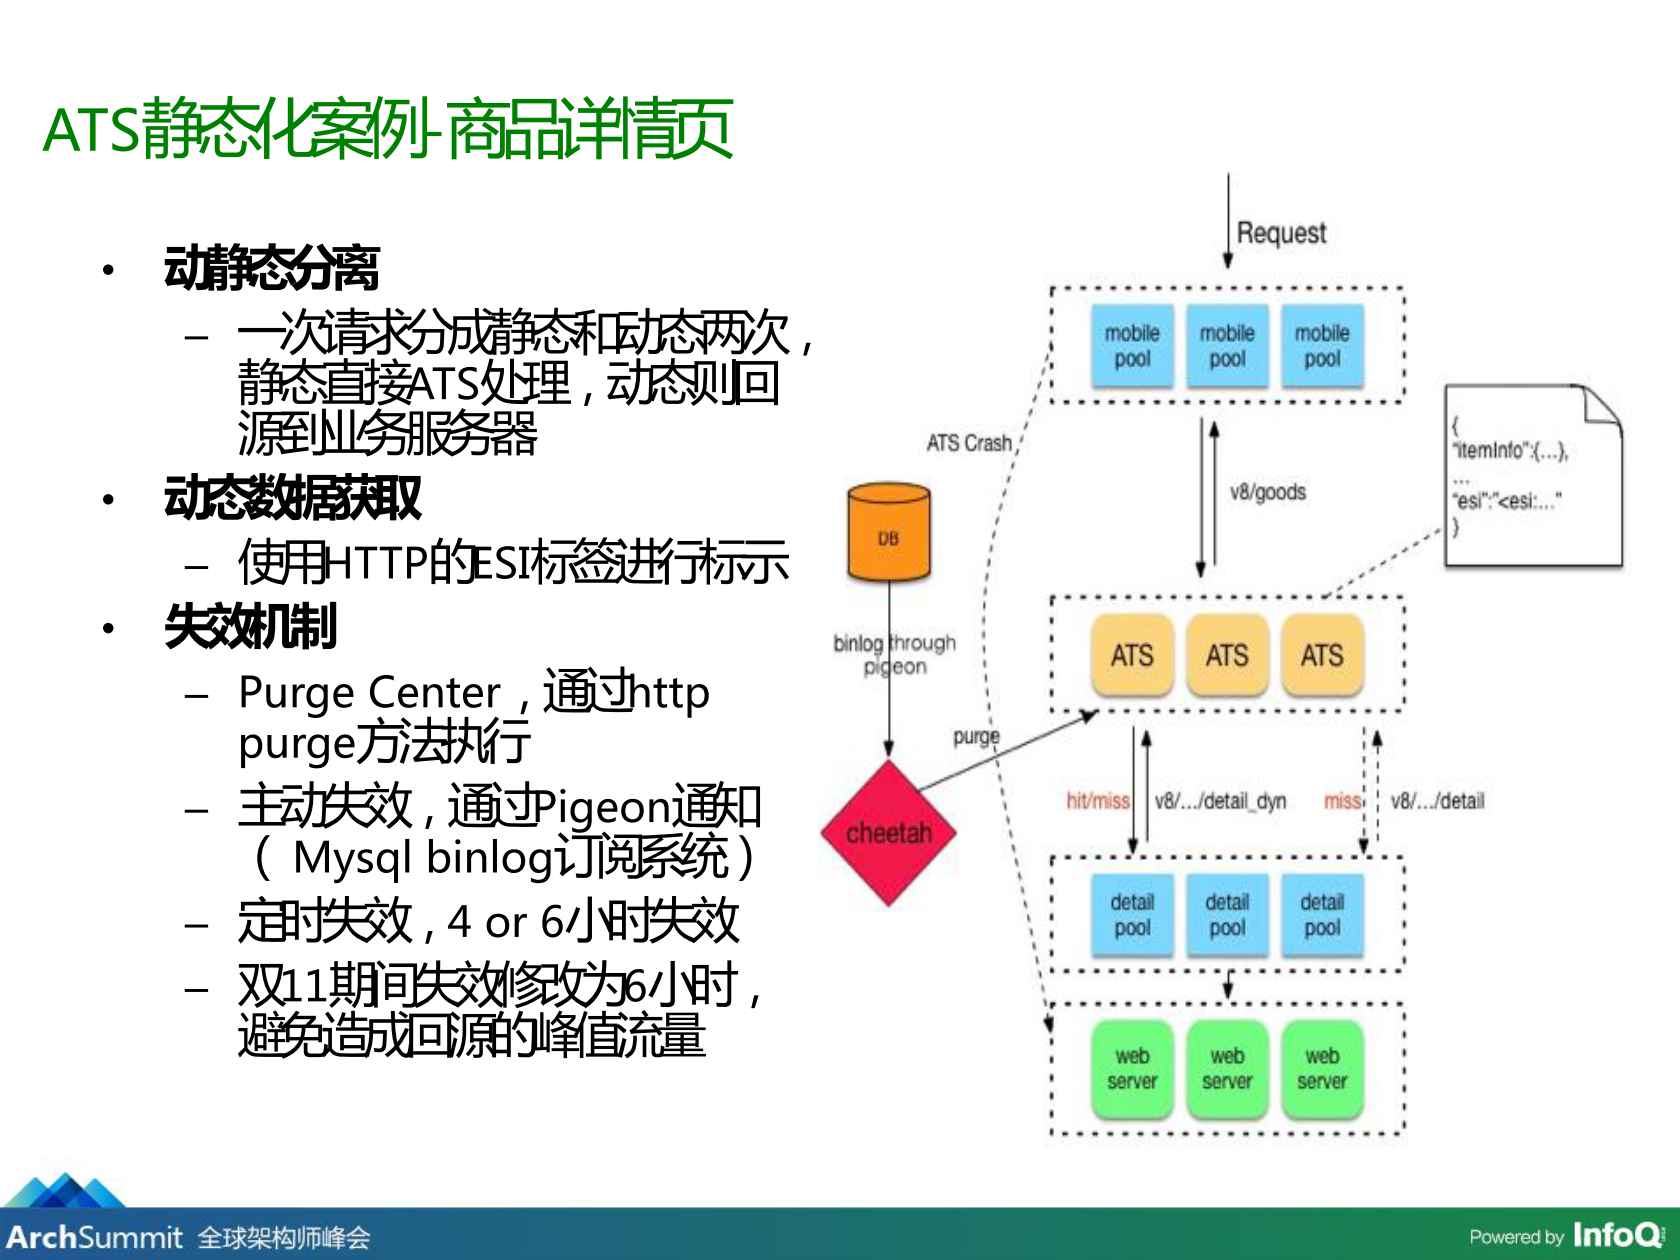 ATS静态化案例-商品详情页
• 动静态分离
– 一次请求分成静态和动态两次，
静态直接ATS处理，动态则回
源到业务服务器
• 动态数据获取
– 使用HTTP的ESI标签进行标示
• 失效机制
– Purge Center，通过http
purge方法执行
– 主动失效，通过Pigeon通知
（ Mysql binlog订阅系统）
– 定时失效，4 or 6小时失效
– 双11期间失效修改为6小时，
避免造成回源的峰值流量
Request
mobile
pool
mobile
pool
mobile
pool
ATS Crash
v8/goods
{
"itemInfo":{...},
...
"esi":"<esi:..."
}
DB
binlog through
pigeon
ATS
ATS
ATS
purge
cheetah
hit/miss
v8/.../detail_dyn
miss
v8/.../detail
detail
pool
detail
pool
detail
pool
web
server
web
server
web
server
ArchSummit 全球架构师峰会
Powered by InfoQ